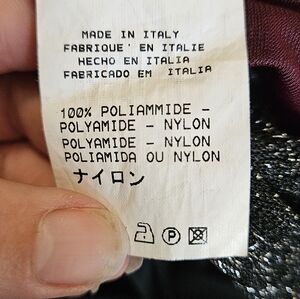 MADE IN ITALY
FABRIQUE' EN ITALIE
HECHO EN ITALIA
FABRICADO EM ITALIA
100% POLIAMMIDE -
POLYAMIDE - NYLON
POLYAMIDE - NYLON
POLIAMIDA OU NYLON
ナイロン
P